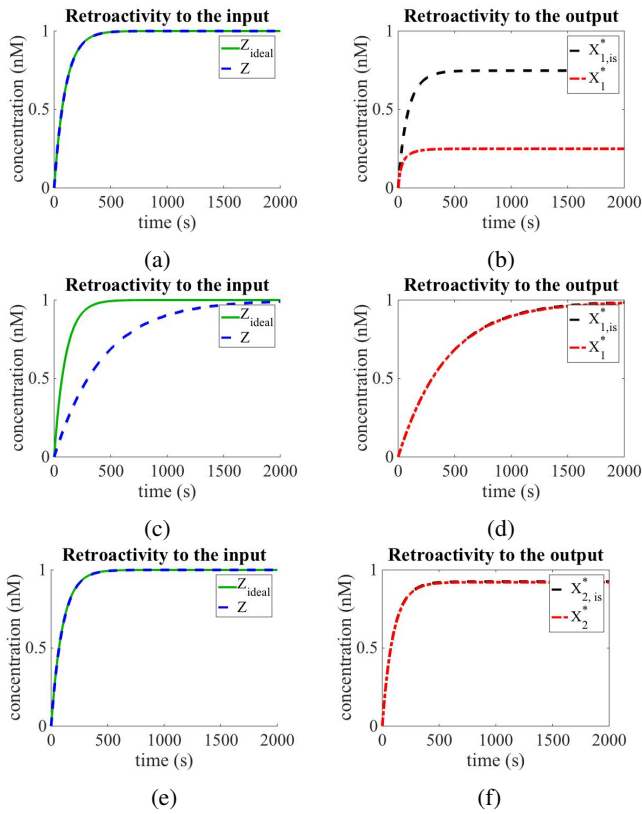 Retroactivity to the input
concentration (nM)
1
0.5
0
0 500 1000 1500 2000
time (s)
Z_ideal
Z
(a)
Retroactivity to the output
concentration (nM)
1
0.5
0
0 500 1000 1500 2000
time (s)
X*_1,is
X*_1
(b)
Retroactivity to the input
concentration (nM)
1
0.5
0
0 500 1000 1500 2000
time (s)
Z_ideal
Z
(c)
Retroactivity to the output
concentration (nM)
1
0.5
0
0 500 1000 1500 2000
time (s)
X*_1,is
X*_1
(d)
Retroactivity to the input
concentration (nM)
1
0.5
0
0 500 1000 1500 2000
time (s)
Z_ideal
Z
(e)
Retroactivity to the output
concentration (nM)
1
0.5
0
0 500 1000 1500 2000
time (s)
X*_2, is
X*_2
(f)